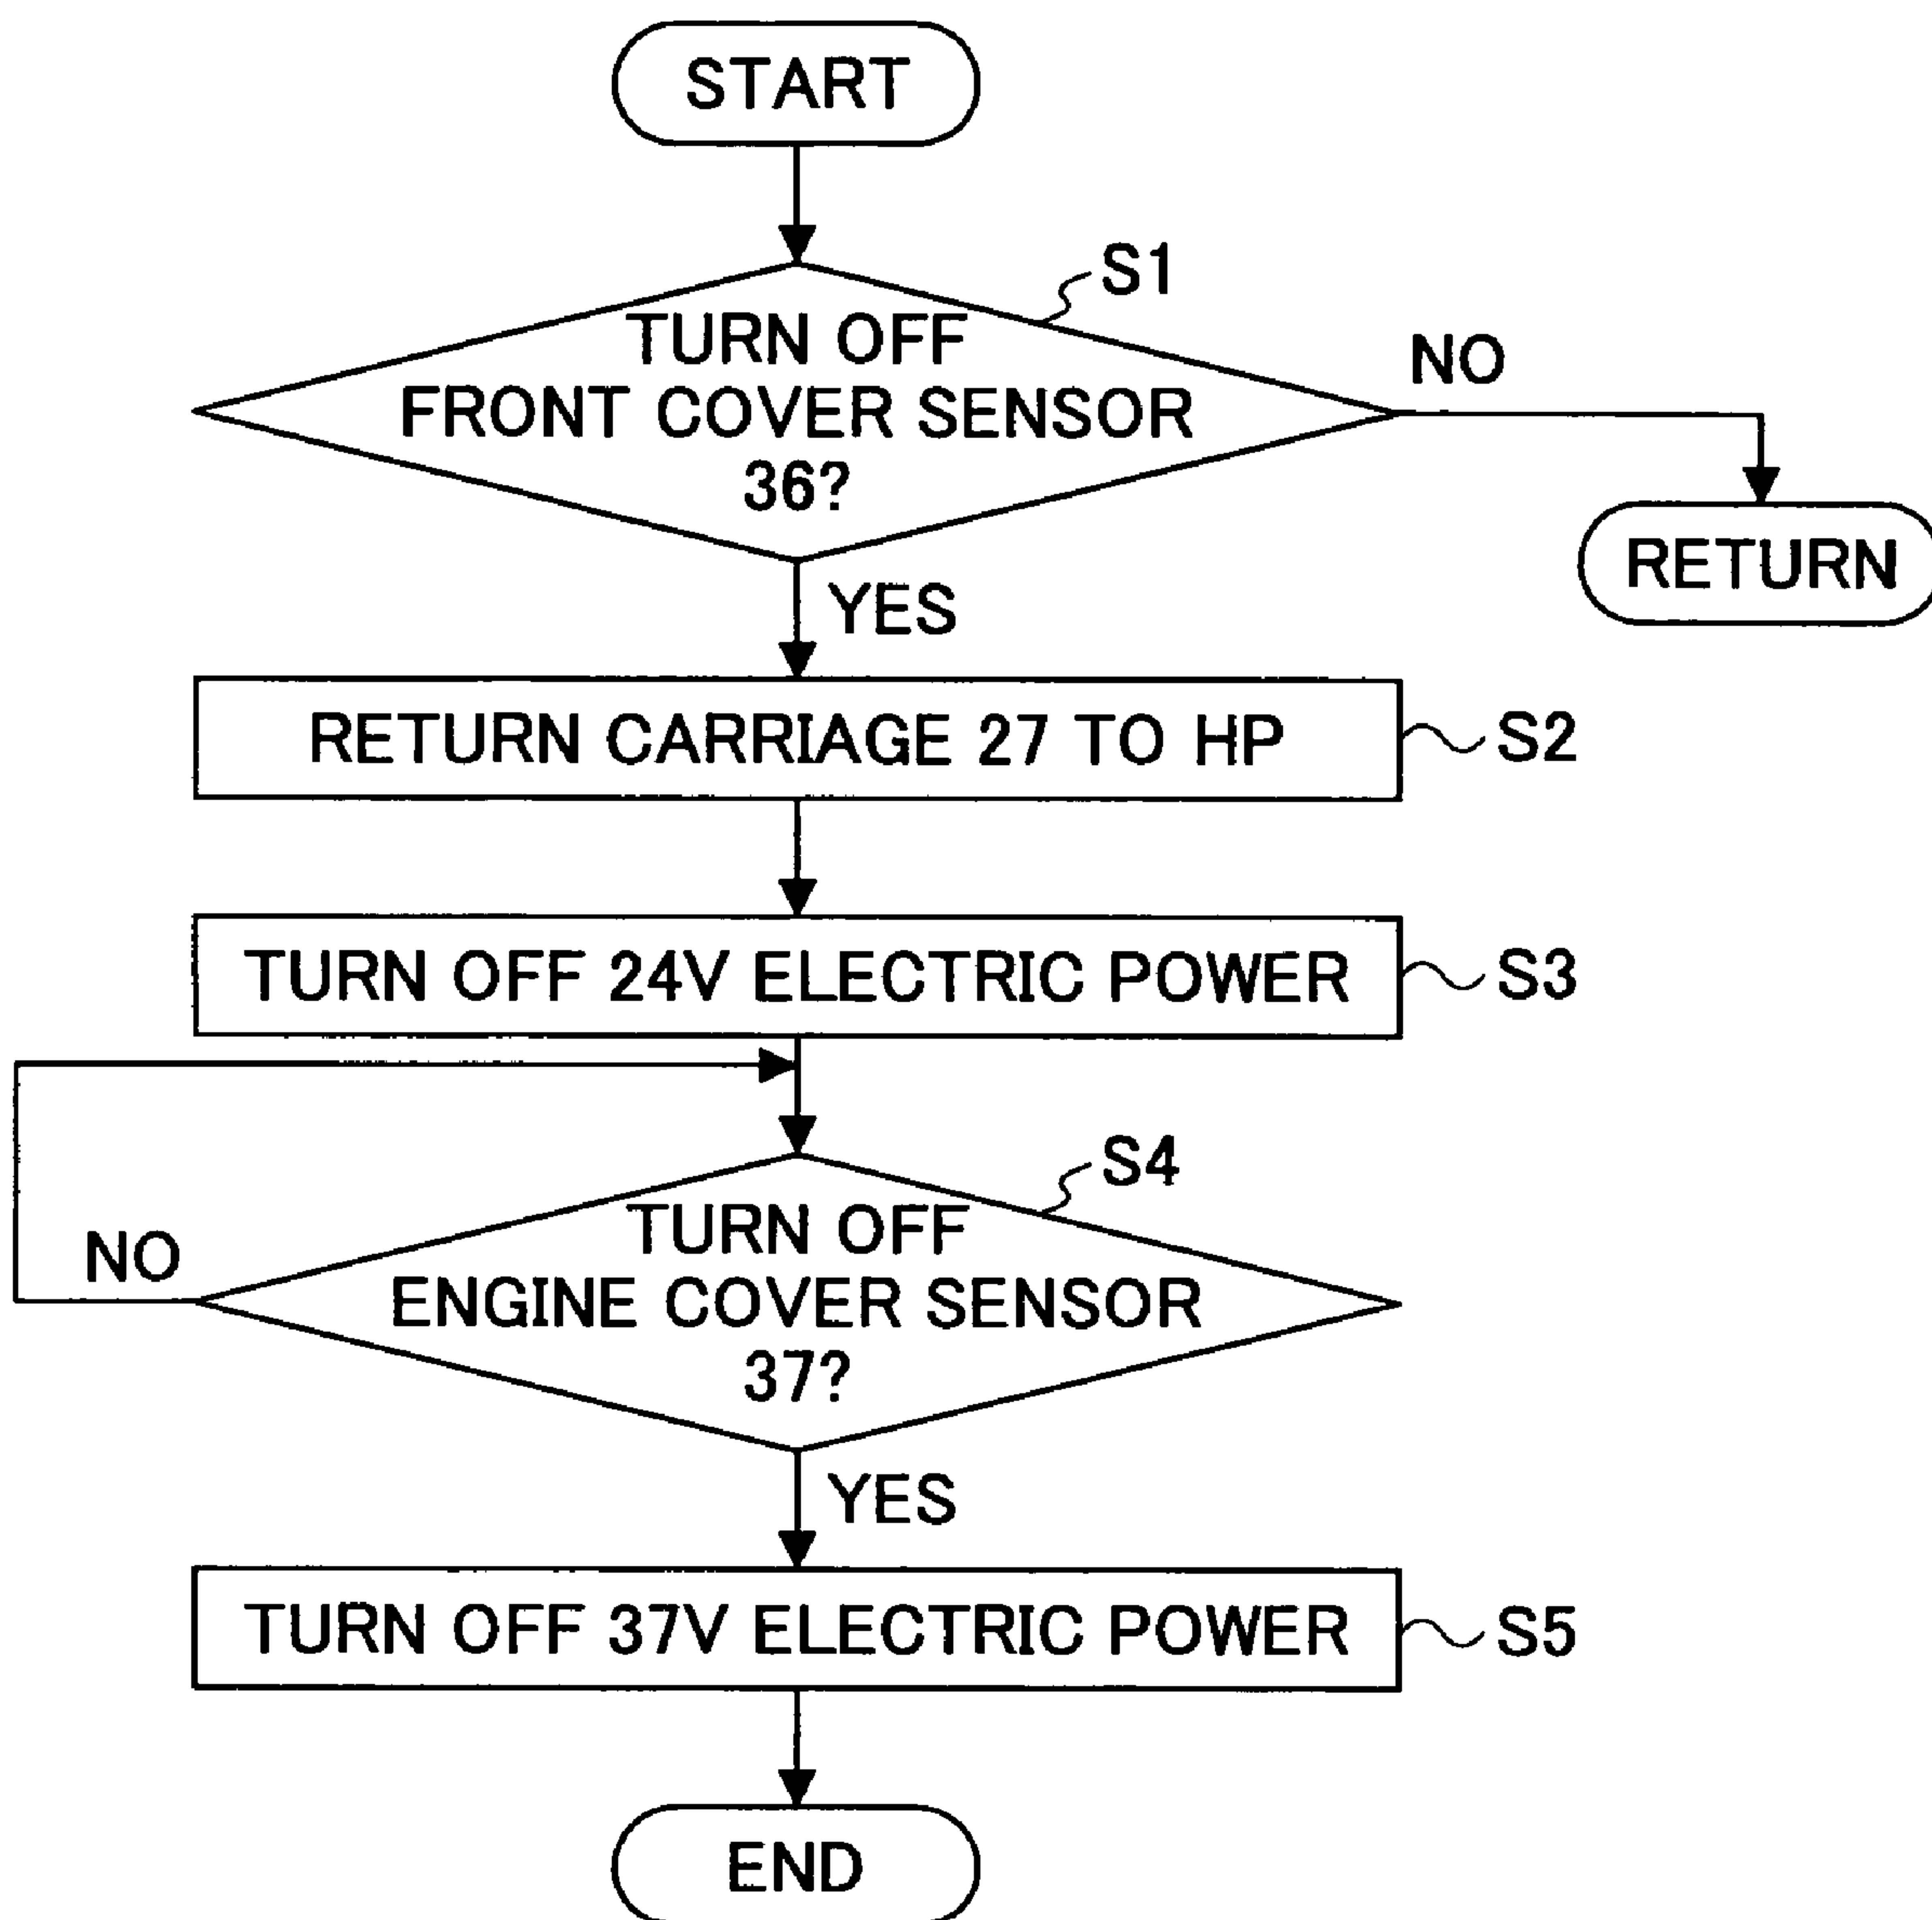 START
S1
TURN OFF
FRONT COVER SENSOR
36?
NO
RETURN
YES
RETURN CARRIAGE 27 TO HP
S2
TURN OFF 24V ELECTRIC POWER
S3
S4
TURN OFF
ENGINE COVER SENSOR
37?
NO
YES
TURN OFF 37V ELECTRIC POWER
S5
END